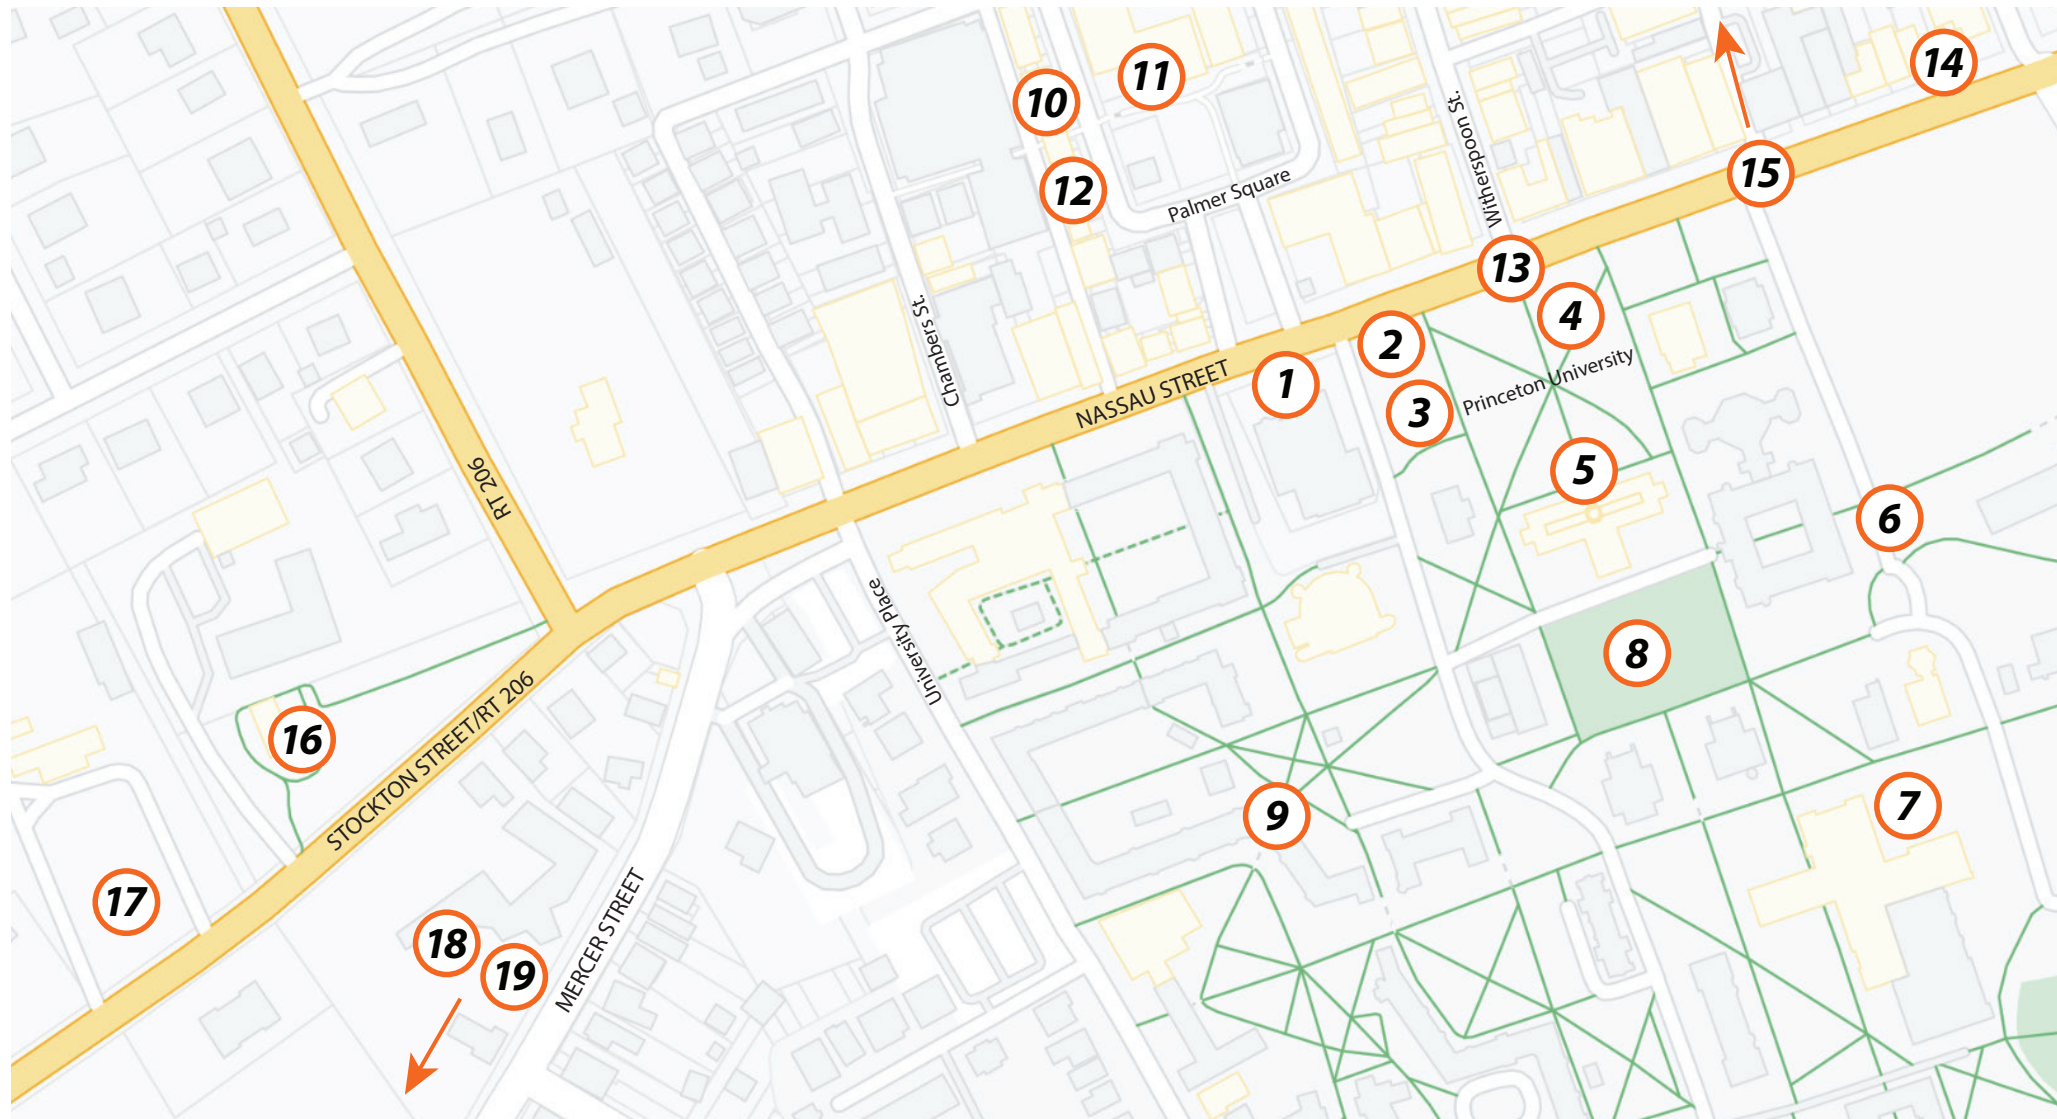 14
11
10
15
12
Witherspoon St.
Palmer Square
13
4
2
Chambers St.
1
NASSAU STREET
3
Princeton University
5
RT 206
6
University Place
8
STOCKTON STREET/RT 206
16
7
9
17
18
19
MERCER STREET